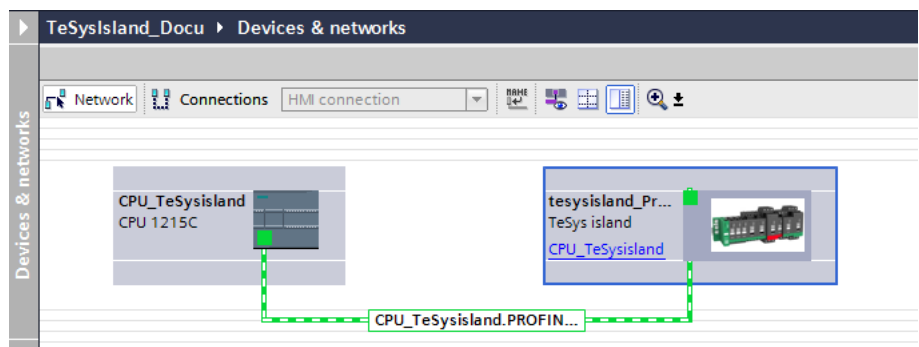 TeSysIsland_Docu ▸ Devices & networks
Network Connections HMI connection
Devices & networks
CPU_TeSysisland
CPU 1215C
tesysisland_Pr...
TeSys island
CPU_TeSysisland
CPU_TeSysisland.PROFIN...